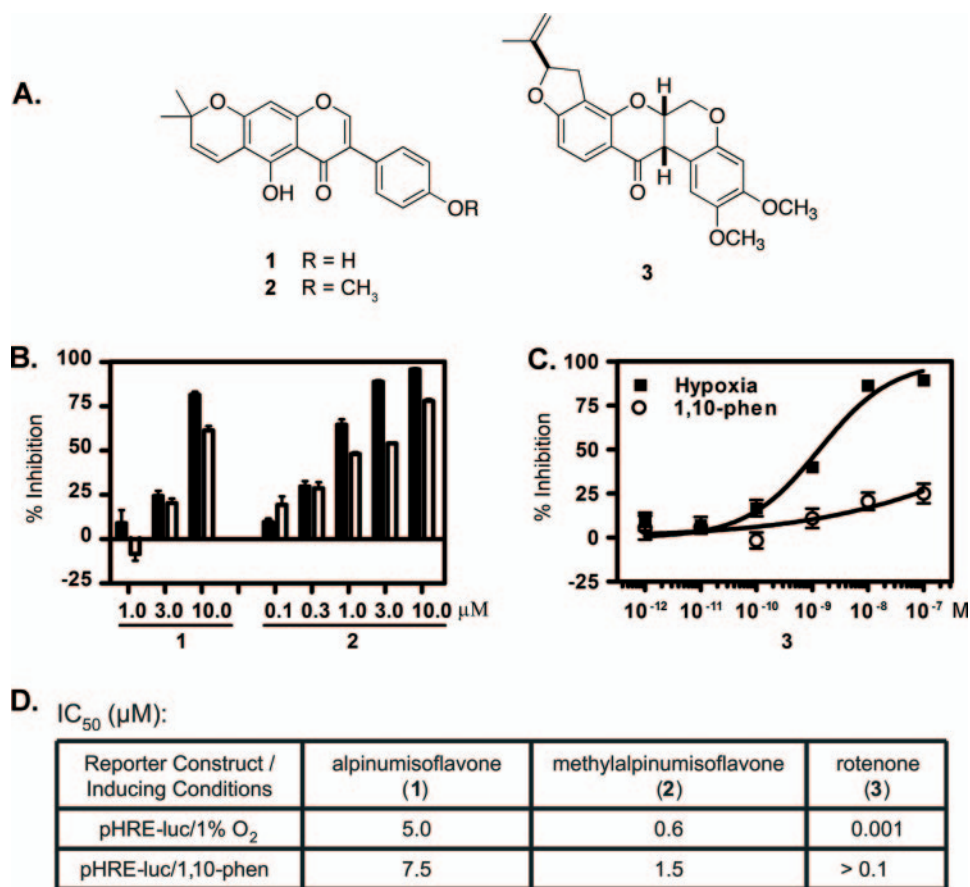 A.
O
O
OH
O
OR
1 R = H
2 R = CH₃
O
O
H
O
H
O
OCH₃
OCH₃
3
B.
% Inhibition
100
75
50
25
0
-25
1.0 3.0 10.0 0.1 0.3 1.0 3.0 10.0 μM
1 2
C.
% Inhibition
100
75
50
25
0
-25
Hypoxia
1,10-phen
10⁻¹² 10⁻¹¹ 10⁻¹⁰ 10⁻⁹ 10⁻⁸ 10⁻⁷ M
3
D. IC₅₀ (μM):
Reporter Construct / Inducing Conditions alpinumisoflavone (1) methylalpinumisoflavone (2) rotenone (3)
pHRE-luc/1% O₂ 5.0 0.6 0.001
pHRE-luc/1,10-phen 7.5 1.5 > 0.1